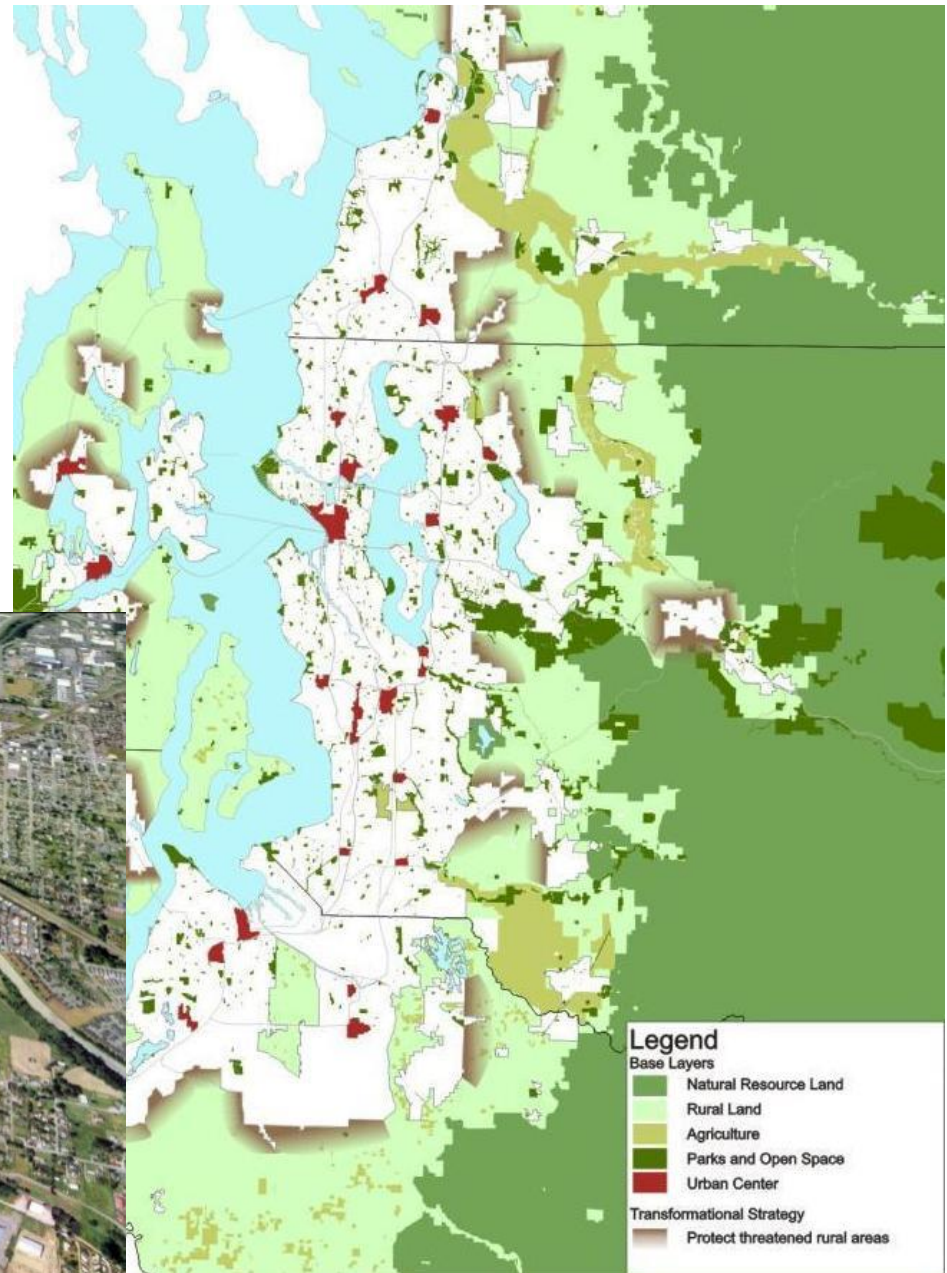 Legend
Base Layers
Natural Resource Land
Rural Land
Agriculture
Parks and Open Space
Urban Center
Transformational Strategy
Protect threatened rural areas